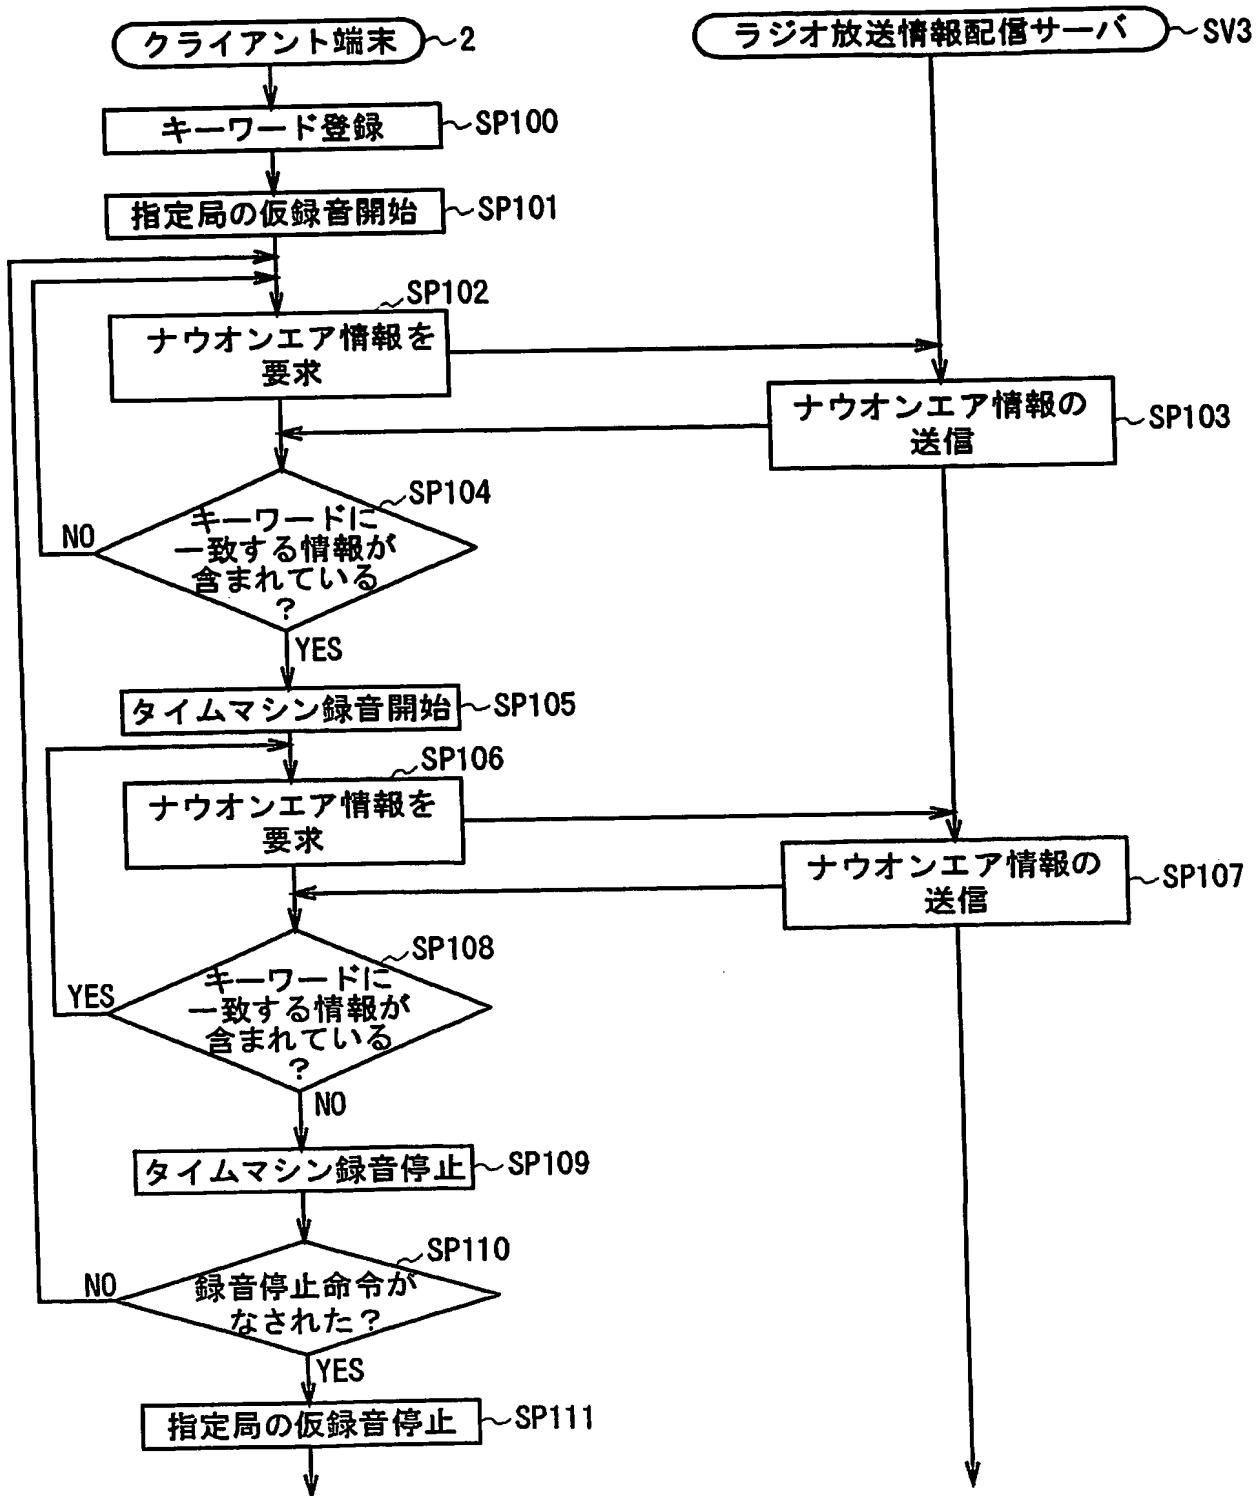 クライアント端末
2
ラジオ放送情報配信サーバ
SV3
キーワード登録
SP100
指定局の仮録音開始
SP101
SP102
ナウオンエア情報を
要求
ナウオンエア情報の
送信
SP103
SP104
キーワードに
一致する情報が
含まれている
?
NO
YES
タイムマシン録音開始
SP105
SP106
ナウオンエア情報を
要求
ナウオンエア情報の
送信
SP107
SP108
キーワードに
一致する情報が
含まれている
?
YES
NO
タイムマシン録音停止
SP109
SP110
録音停止命令が
なされた?
NO
YES
指定局の仮録音停止
SP111